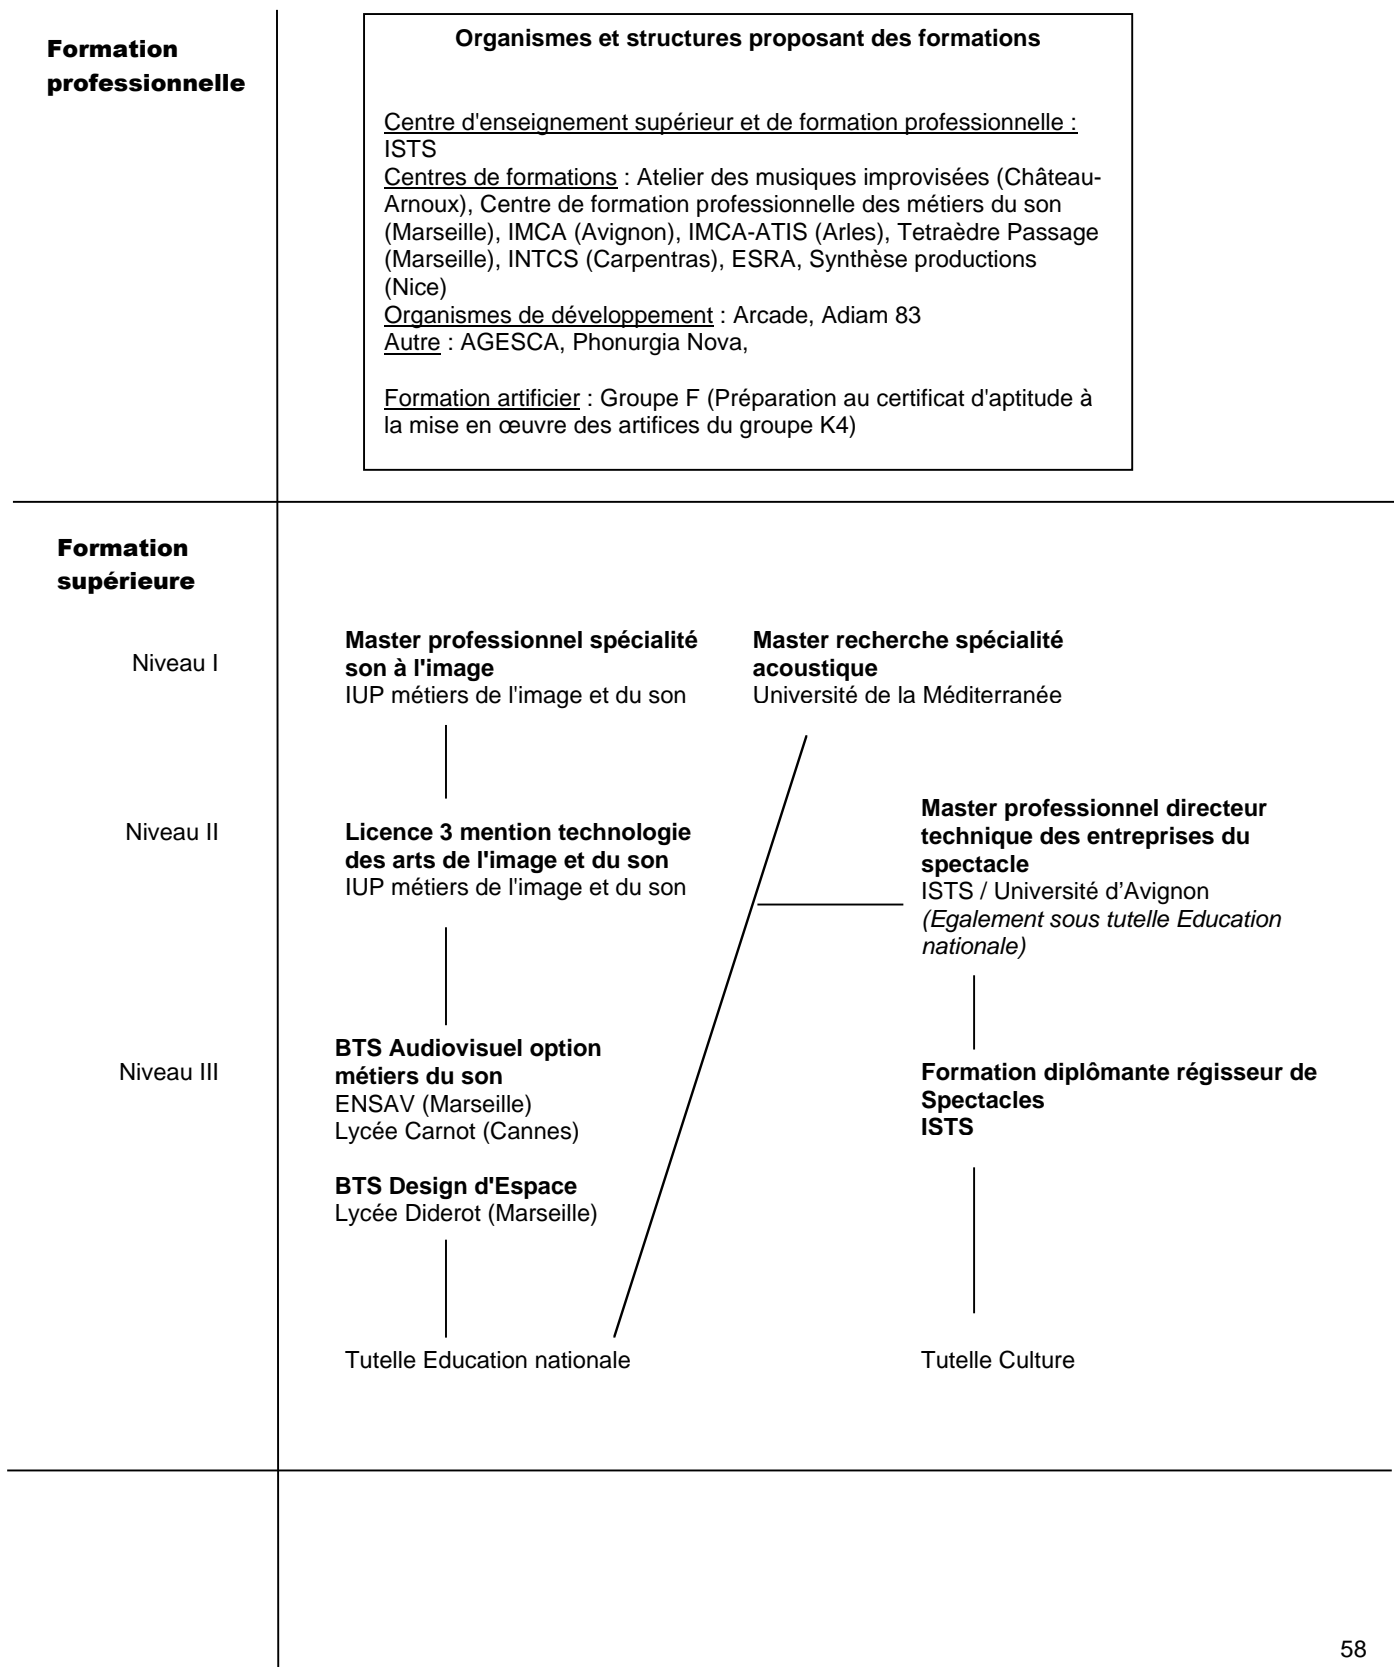 Formation
professionnelle
Organismes et structures proposant des formations
Centre d'enseignement supérieur et de formation professionnelle :
ISTS
Centres de formations : Atelier des musiques improvisées (Château-
Arnoux), Centre de formation professionnelle des métiers du son
(Marseille), IMCA (Avignon), IMCA-ATIS (Arles), Tetraèdre Passage
(Marseille), INTCS (Carpentras), ESRA, Synthèse productions
(Nice)
Organismes de développement : Arcade, Adiam 83
Autre : AGESCA, Phonurgia Nova,
Formation artificier : Groupe F (Préparation au certificat d'aptitude à
la mise en œuvre des artifices du groupe K4)
Formation
supérieure
Niveau I
Master professionnel spécialité
son à l'image
IUP métiers de l'image et du son
Master recherche spécialité
acoustique
Université de la Méditerranée
Niveau II
Licence 3 mention technologie
des arts de l'image et du son
IUP métiers de l'image et du son
Master professionnel directeur
technique des entreprises du
spectacle
ISTS / Université d’Avignon
(Egalement sous tutelle Education
nationale)
Niveau III
BTS Audiovisuel option
métiers du son
ENSAV (Marseille)
Lycée Carnot (Cannes)
BTS Design d'Espace
Lycée Diderot (Marseille)
Formation diplômante régisseur de
Spectacles
ISTS
Tutelle Education nationale
Tutelle Culture
58